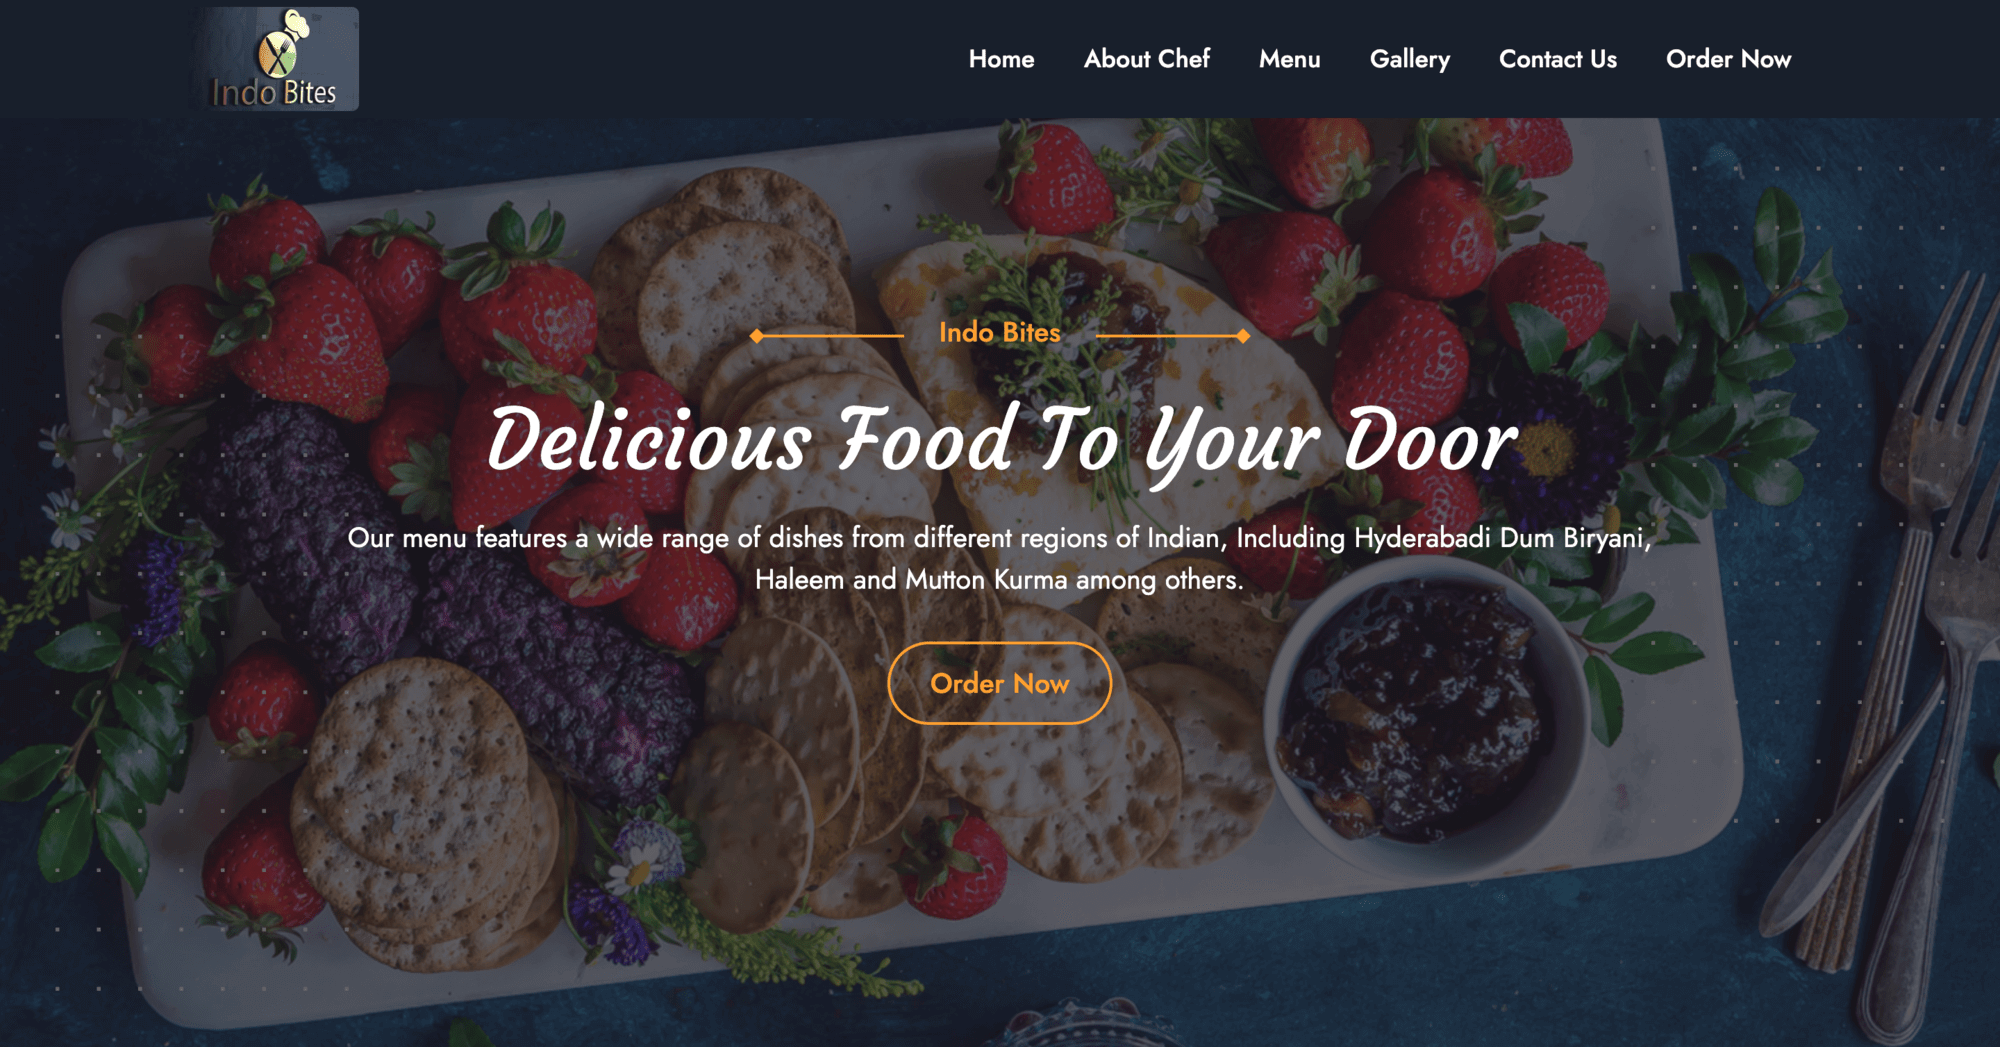 Indo Bites
Home About Chef Menu Gallery Contact Us Order Now
Indo Bites
Delicious Food To Your Door
Our menu features a wide range of dishes from different regions of Indian, Including Hyderabadi Dum Biryani,
Haleem and Mutton Kurma among others.
Order Now